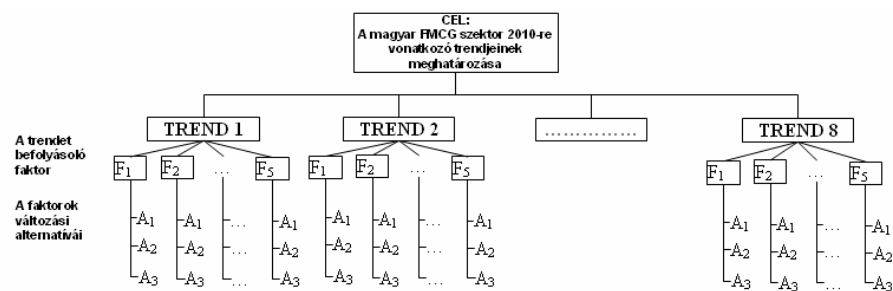 CEL:
A magyar FMCG szektor 2010-re
vonatkozó trendjeinek
meghatározása
TREND 1 TREND 2 ................ TREND 8
A trendet
befolyásoló
faktor
F1 F2 ... F5 F1 F2 ... F5 F1 F2 ... F5
A faktorok
változási
alternatívái
A1 A1 ... A1 A1 A1 ... A1 A1 A1 ... A1
A2 A2 ... A2 A2 A2 ... A2 A2 A2 ... A2
A3 A3 ... A3 A3 A3 ... A3 A3 A3 ... A3